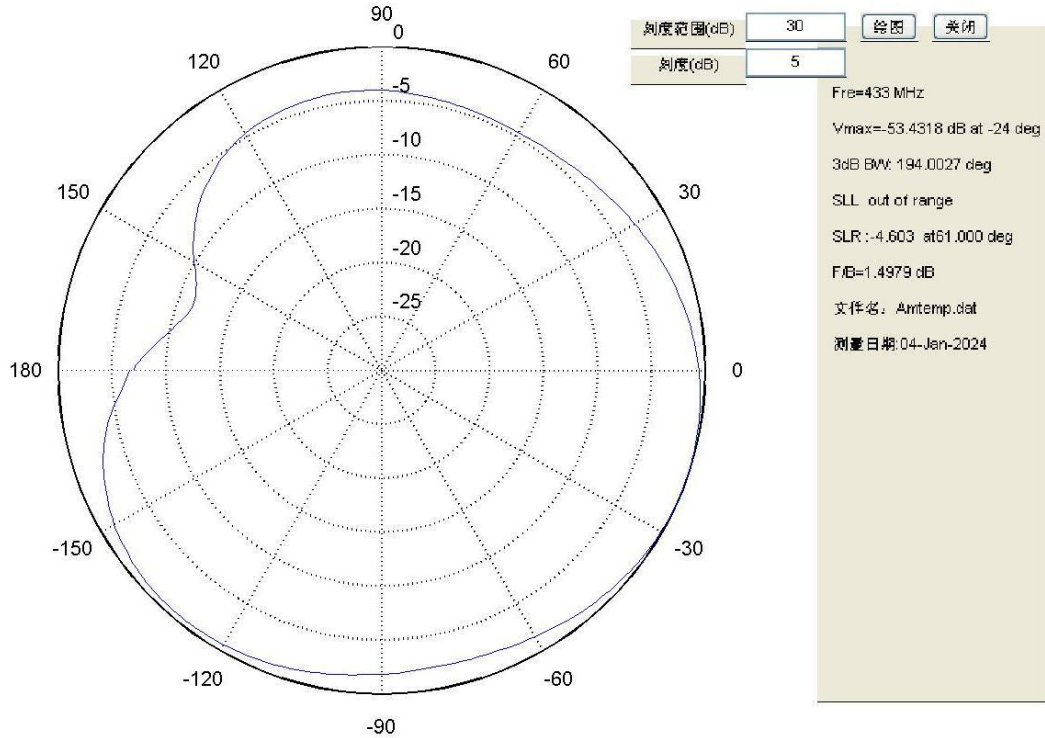 刻度范围(dB) 30 绘图 关闭
刻度(dB) 5
Fre=433 MHz
Vmax=-53.4318 dB at -24 deg
3dB BW: 194.0027 deg
SLL out of range
SLR :-4.603 at61.000 deg
F/B=1.4979 dB
文件名：Amtemp.dat
测量日期:04-Jan-2024
90
0
120
60
-5
-10
150
30
-15
-20
-25
180
0
-150
-30
-120
-60
-90